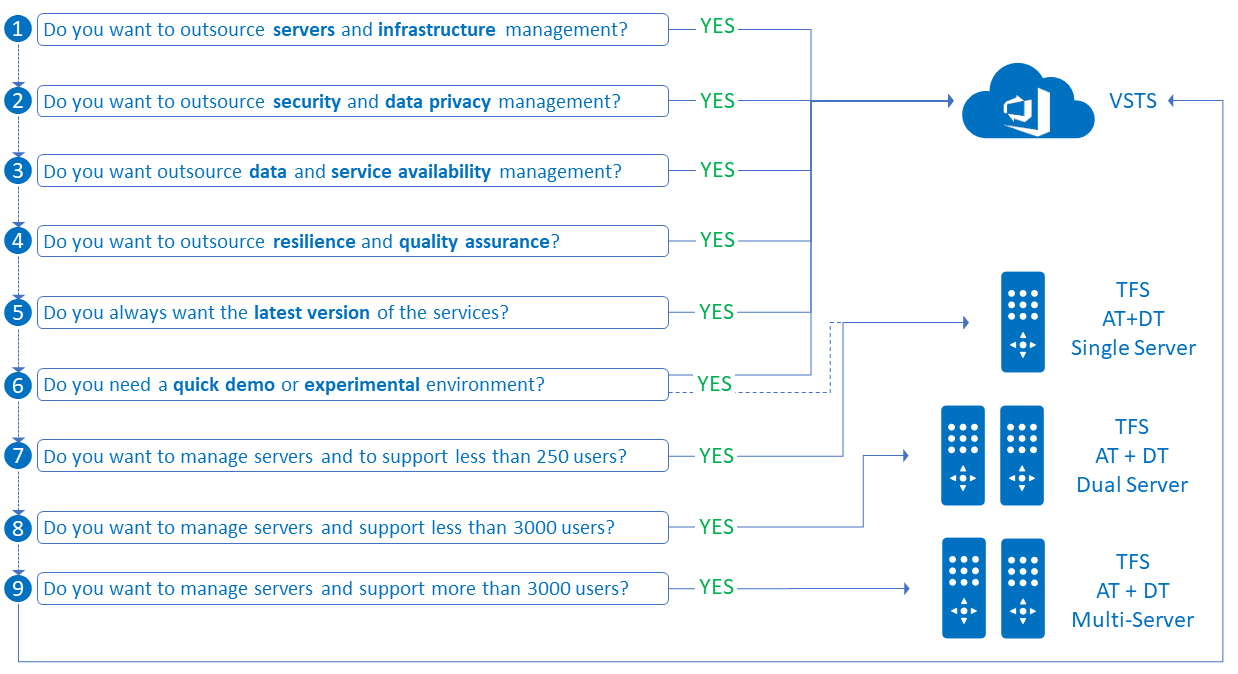 1 Do you want to outsource servers and infrastructure management? YES
2 Do you want to outsource security and data privacy management? YES
VSTS
3 Do you want outsource data and service availability management? YES
4 Do you want to outsource resilience and quality assurance? YES
5 Do you always want the latest version of the services? YES
TFS
AT+DT
Single Server
6 Do you need a quick demo or experimental environment? YES
7 Do you want to manage servers and to support less than 250 users? YES
TFS
AT + DT
Dual Server
8 Do you want to manage servers and support less than 3000 users? YES
9 Do you want to manage servers and support more than 3000 users? YES
TFS
AT + DT
Multi-Server